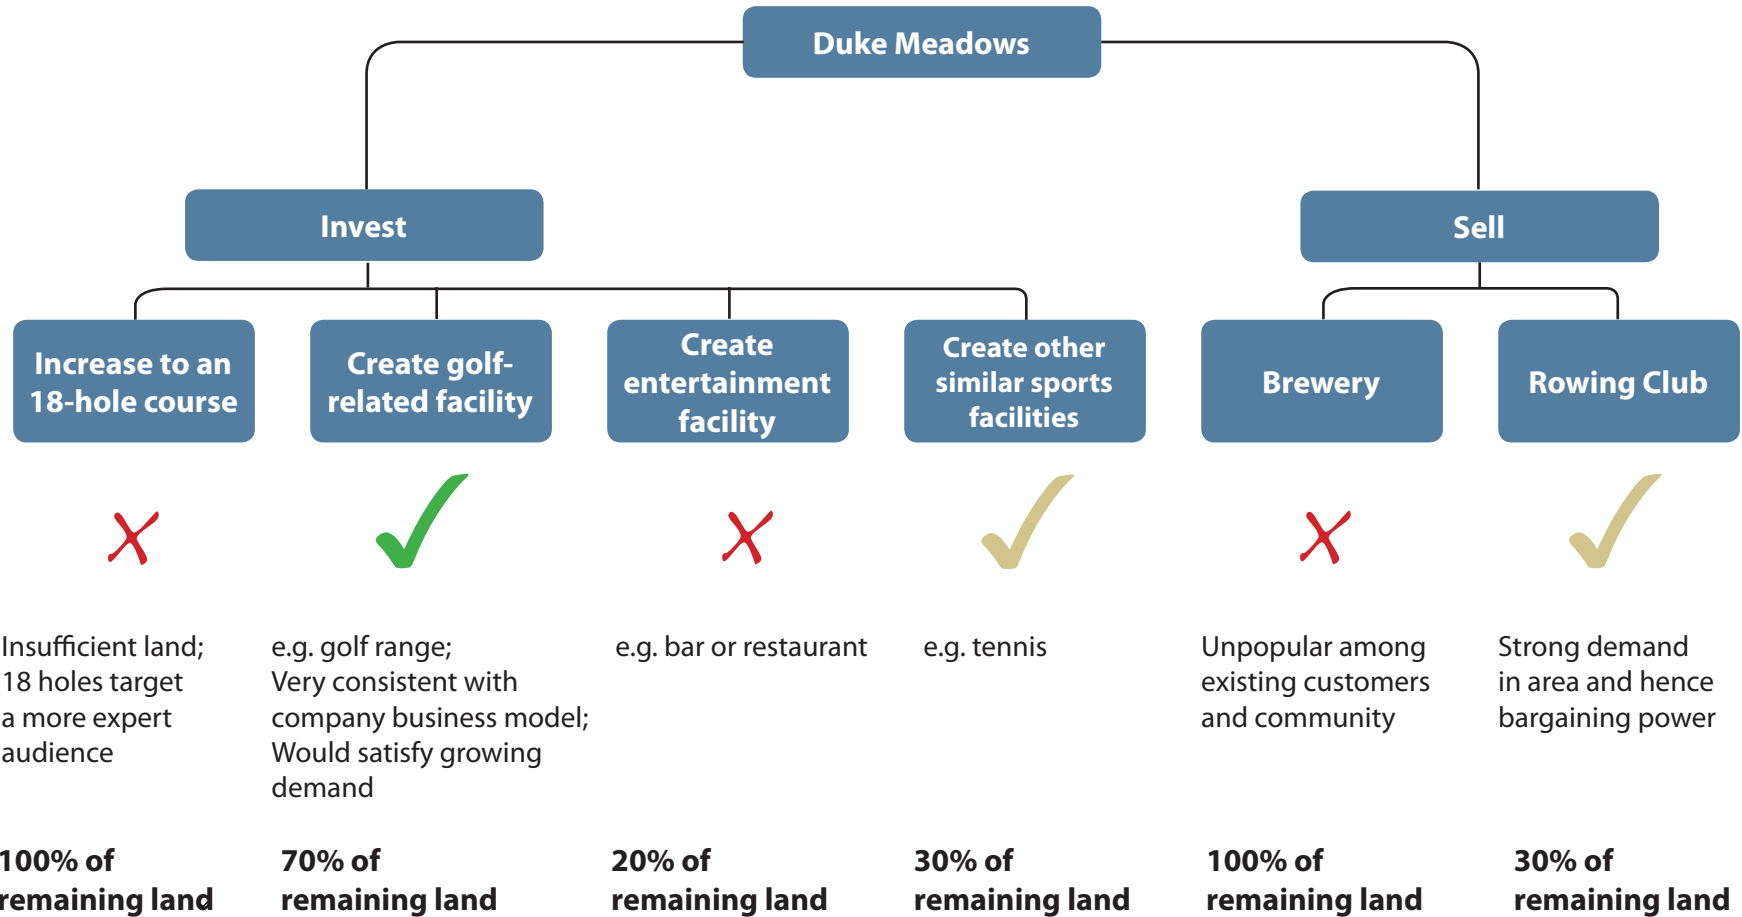 Duke Meadows
Invest
Sell
Increase to an
18-hole course
Create golf-
related facility
Create
entertainment
facility
Create other
similar sports
facilities
Brewery
Rowing Club
Insufficient land;
18 holes target
a more expert
audience
e.g. golf range;
Very consistent with
company business model;
Would satisfy growing
demand
e.g. bar or restaurant
e.g. tennis
Unpopular among
existing customers
and community
Strong demand
in area and hence
bargaining power
100% of
remaining land
70% of
remaining land
20% of
remaining land
30% of
remaining land
100% of
remaining land
30% of
remaining land